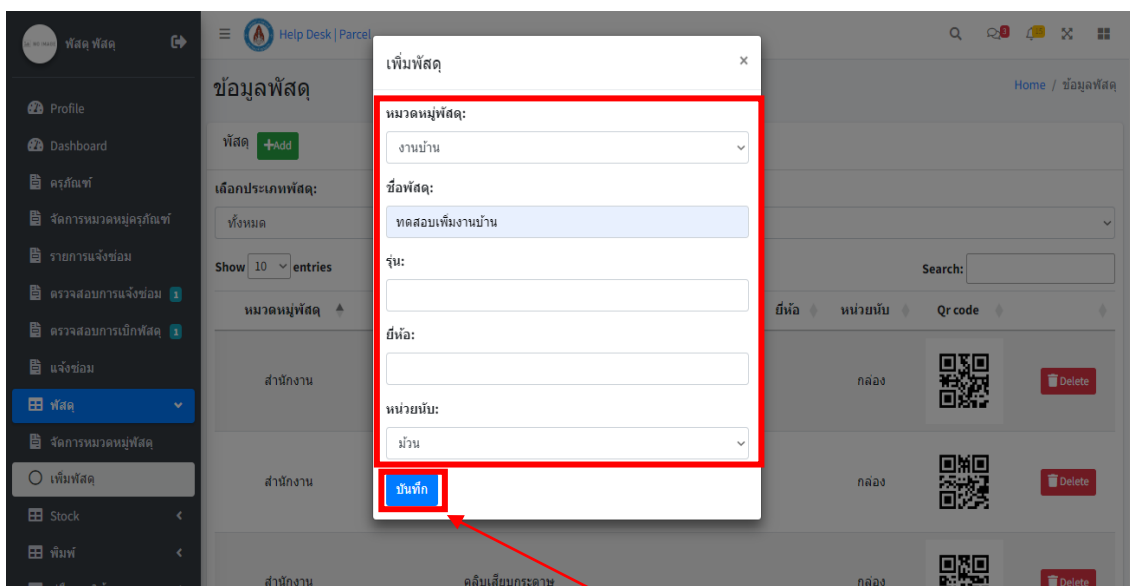 พัสดุ พัสดุ
Help Desk | Parcel
3
เพิ่มพัสดุ
×
ข้อมูลพัสดุ
Home / ข้อมูลพัสดุ
Profile
Dashboard
ครุภัณฑ์
จัดการหมวดหมู่ครุภัณฑ์
รายการแจ้งซ่อม
ตรวจสอบการแจ้งซ่อม 1
ตรวจสอบการเบิกพัสดุ 1
แจ้งซ่อม
พัสดุ
จัดการหมวดหมู่พัสดุ
เพิ่มพัสดุ
Stock
พิมพ์
พัสดุ +Add
เลือกประเภทพัสดุ:
ทั้งหมด
Show 10 entries
Search:
หมวดหมู่พัสดุ
ยี่ห้อ
หน่วยนับ
Qr code
สำนักงาน
กล่อง
Delete
สำนักงาน
กล่อง
Delete
สำนักงาน
คลิบเสียบกระดาษ
กล่อง
Delete
หมวดหมู่พัสดุ:
งานบ้าน
ชื่อพัสดุ:
ทดสอบเพิ่มงานบ้าน
รุ่น:
ยี่ห้อ:
หน่วยนับ:
ม้วน
บันทึก